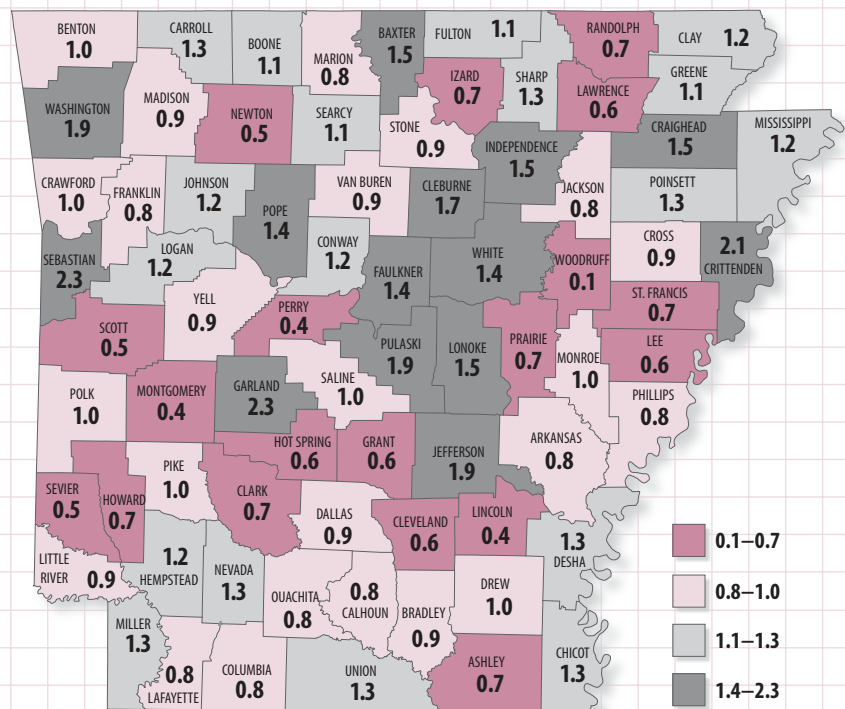 BENTON
1.0
CARROLL
1.3
BOONE
1.1
MARION
0.8
BAXTER
1.5
FULTON 1.1
RANDOLPH
0.7
CLAY 1.2
IZARD
0.7
SHARP
1.3
LAWRENCE
0.6
GREENE
1.1
WASHINGTON
1.9
MADISON
0.9
NEWTON
0.5
SEARCY
1.1
STONE
0.9
INDEPENDENCE
1.5
CRAIGHEAD
1.5
MISSISSIPPI
1.2
CRAWFORD
1.0
FRANKLIN
0.8
JOHNSON
1.2
POPE
1.4
VAN BUREN
0.9
CLEBURNE
1.7
JACKSON
0.8
POINSETT
1.3
SEBASTIAN
2.3
LOGAN
1.2
CONWAY
1.2
FAULKNER
1.4
WHITE
1.4
WOODRUFF
0.1
CROSS
0.9
2.1
CRITTENDEN
SCOTT
0.5
YELL
0.9
PERRY
0.4
PULASKI
1.9
LONOKE
1.5
PRAIRIE
0.7
MONROE
1.0
ST. FRANCIS
0.7
LEE
0.6
POLK
1.0
MONTGOMERY
0.4
GARLAND
2.3
SALINE
1.0
PHILLIPS
0.8
HOT SPRING
0.6
GRANT
0.6
JEFFERSON
1.9
ARKANSAS
0.8
SEVIER
0.5
HOWARD
0.7
PIKE
1.0
CLARK
0.7
DALLAS
0.9
CLEVELAND
0.6
LINCOLN
0.4
1.3
DESHA
LITTLE
RIVER 0.9
1.2
HEMPSTEAD
NEVADA
1.3
OUACHITA
0.8
0.8
CALHOUN
BRADLEY
0.9
DREW
1.0
MILLER
1.3
0.8
LAFAYETTE
COLUMBIA
0.8
UNION
1.3
ASHLEY
0.7
CHICOT
1.3
0.1–0.7
0.8–1.0
1.1–1.3
1.4–2.3